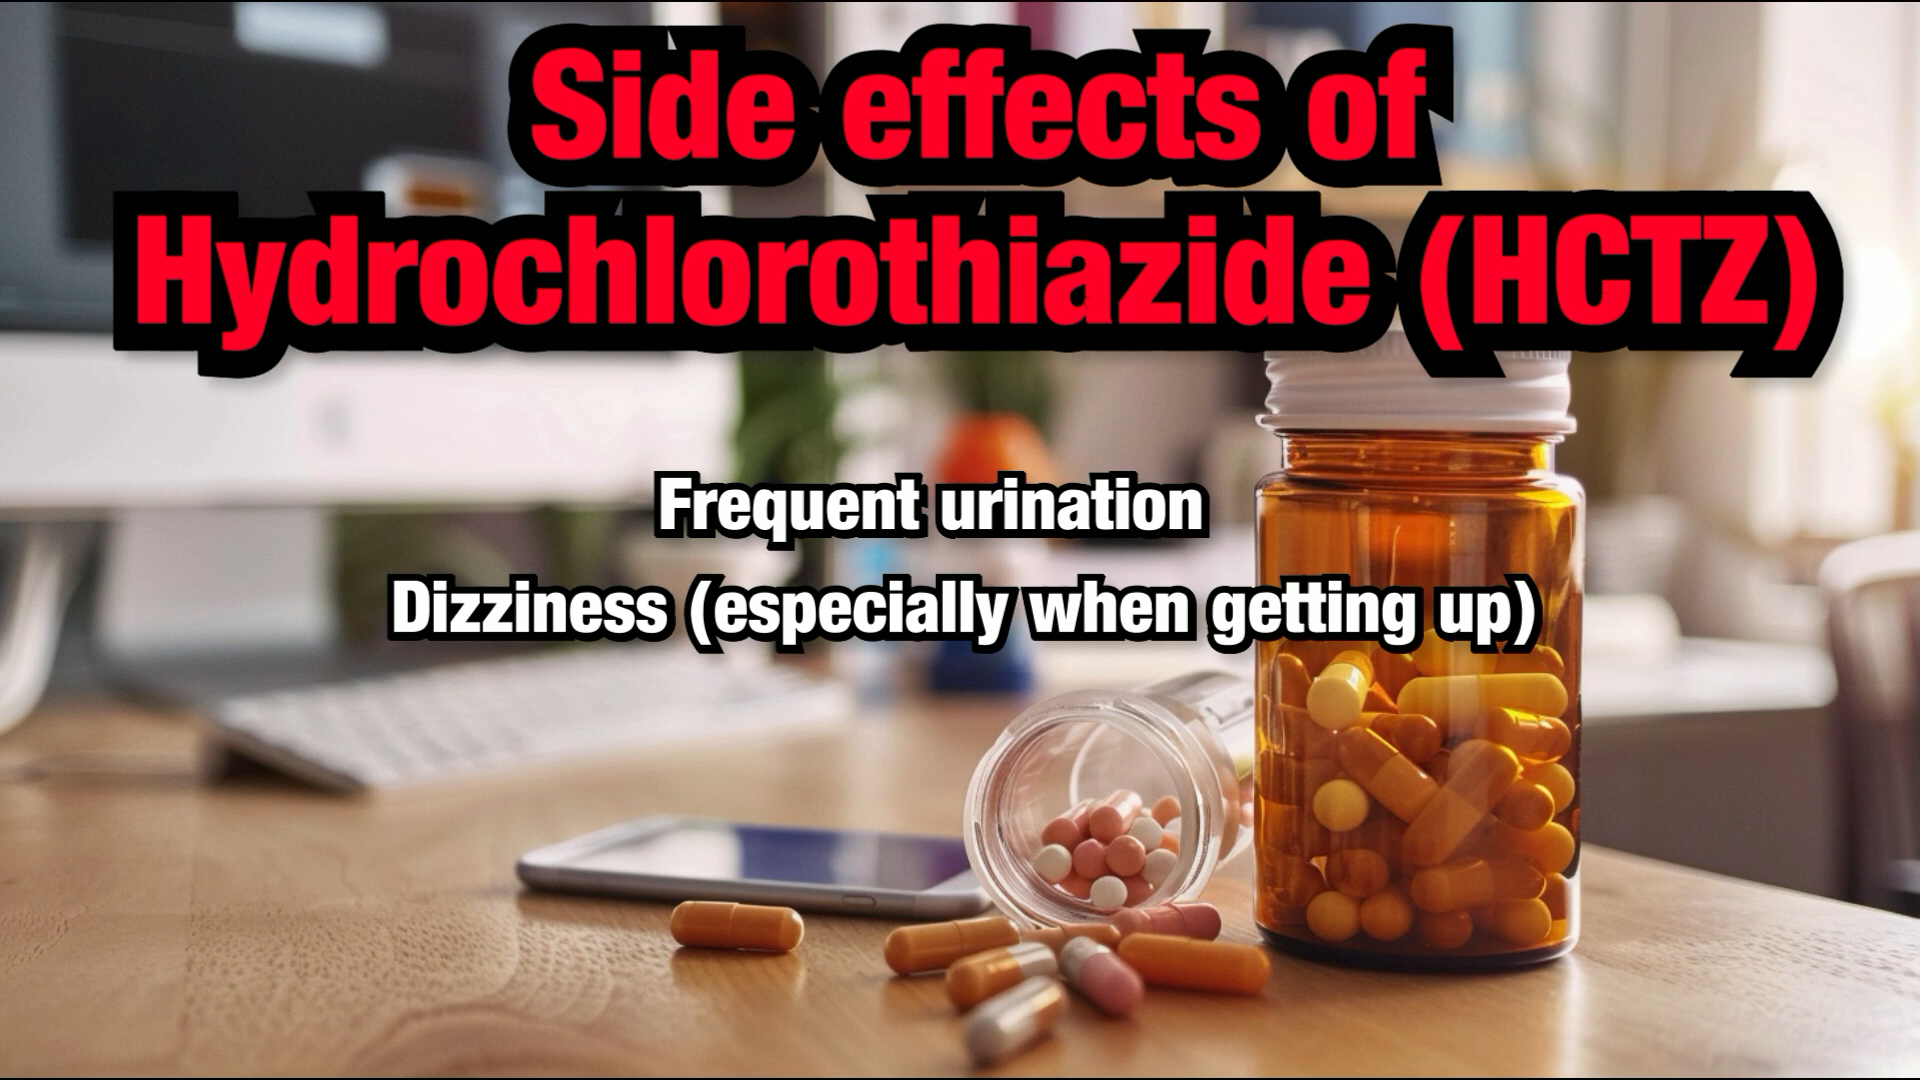 Side effects of
Hydrochlorothiazide (HCTZ)
Frequent urination
Dizziness (especially when getting up)